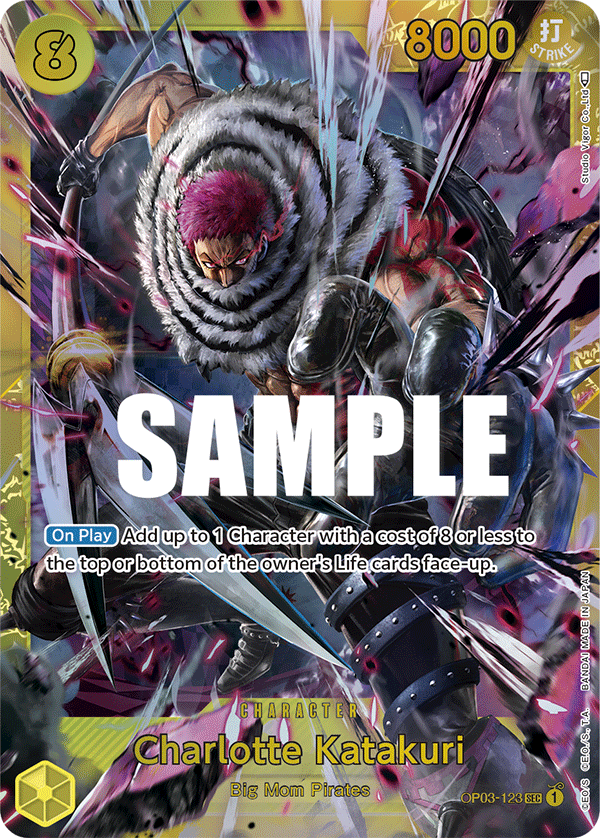 8
8000
打
STRIKE
Studio Vigor Co.,Ltd
SAMPLE
On Play Add up to 1 Character with a cost of 8 or less to
the top or bottom of the owner's Life cards face-up.
CHARACTER
Charlotte Katakuri
Big Mom Pirates
OP03-123 SEC 1
©EO/S ©E.O./S., T.A. BANDAI MADE IN JAPAN